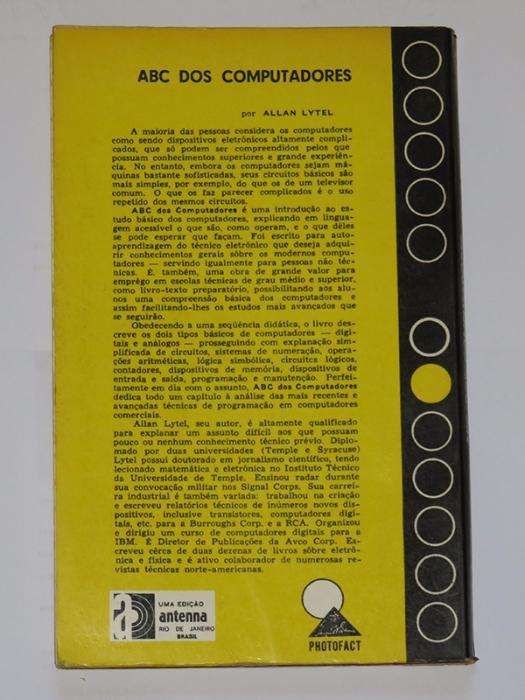 ABC DOS COMPUTADORES
por ALLAN LYTEL
A maioria das pessoas considera os computadores
como sendo dispositivos eletrônicos altamente compli-
cados, que só podem ser compreendidos pelos que
possuam conhecimentos superiores e grande experiên-
cia. No entanto, embora os computadores sejam má-
quinas bastante sofisticadas, seus circuitos básicos são
mais simples, por exemplo, do que os de um televisor
comum. O que os faz parecer complicados é o uso
repetido dos mesmos circuitos.
ABC dos Computadores é uma introdução ao es-
tudo básico dos computadores, explicando em lingua-
gem acessível o que são, como operam, e o que dêles
se pode esperar que façam. Foi escrito para auto-
aprendizagem do técnico eletrônico que deseja adqui-
rir conhecimentos gerais sôbre os modernos compu-
tadores — servindo igualmente para pessoas não téc-
nicas. É, também, uma obra de grande valor para
emprêgo em escolas técnicas de grau médio e superior,
como livro-texto preparatório, possibilitando aos alu-
nos uma compreensão básica dos computadores e
assim facilitando-lhes os estudos mais avançados que
se seguirão.
Obedecendo a uma seqüência didática, o livro des-
creve os dois tipos básicos de computadores — digi-
tais e análogos — prosseguindo com explanação sim-
plificada de circuitos, sistemas de numeração, opera-
ções aritméticas, lógica simbólica, circuitos lógicos,
contadores, dispositivos de memória, dispositivos de
entrada e saída, programação e manutenção. Perfei-
tamente em dia com o assunto, ABC dos Computadores
dedica todo um capítulo à análise das mais recentes e
avançadas técnicas de programação em computadores
comerciais.
Allan Lytel, seu autor, é altamente qualificado
para explanar um assunto difícil aos que possuam
pouco ou nenhum conhecimento técnico prévio. Diplo-
mado por duas universidades (Temple e Syracuse)
Lytel possui doutorado em jornalismo científico, tendo
lecionado matemática e eletrônica no Instituto Técnico
da Universidade de Temple. Ensinou radar durante
sua convocação militar nos Signal Corps. Sua carrei-
ra industrial é também variada: trabalhou na criação
e escreveu relatórios técnicos de inúmeros novos dis-
positivos, inclusive transistores, computadores digi-
tais, etc. para a Burroughs Corp. e a RCA. Organizou
e dirigiu um curso de computadores digitais para a
IBM. É Diretor de Publicações da Avco Corp. Es-
creveu cêrca de duas dezenas de livros sôbre eletrô-
nica e física e é ativo colaborador de numerosas re-
vistas técnicas norte-americanas.
UMA EDIÇÃO
antenna
RIO DE JANEIRO
BRASIL
PHOTOFACT